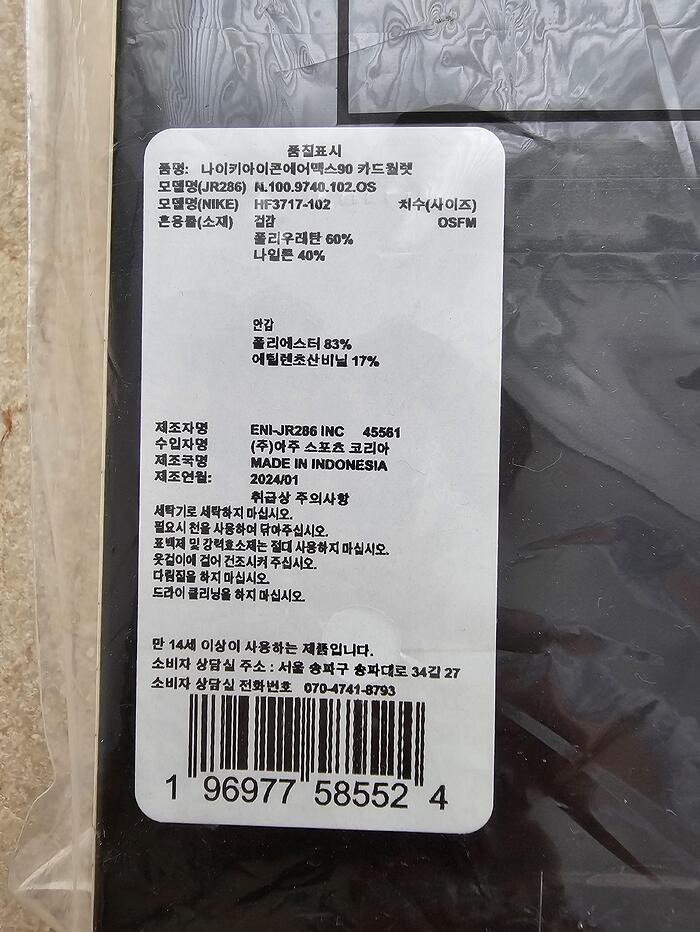 품질표시
품명: 나이키아이콘에어맥스90 카드월렛
모델명(JR286) N.100.9740.102.OS
모델명(NIKE) HF3717-102 치수(사이즈)
혼용률(소재) 겉감 OSFM
폴리우레탄 60%
나일론 40%
안감
폴리에스터 83%
에틸렌초산비닐 17%
제조자명 ENI-JR286 INC 45561
수입자명 (주)아주 스포츠 코리아
제조국명 MADE IN INDONESIA
제조연월: 2024/01
취급상 주의사항
세탁기로 세탁하지 마십시오.
필요시 천을 사용하여 닦아주십시오.
표백제 및 강력효소제는 절대 사용하지 마십시오.
옷걸이에 걸어 건조시켜 주십시오.
다림질을 하지 마십시오.
드라이 클리닝을 하지 마십시오.
만 14세 이상이 사용하는 제품입니다.
소비자 상담실 주소 : 서울 송파구 송파대로 34길 27
소비자 상담실 전화번호 070-4741-8793
1 96977 58552 4